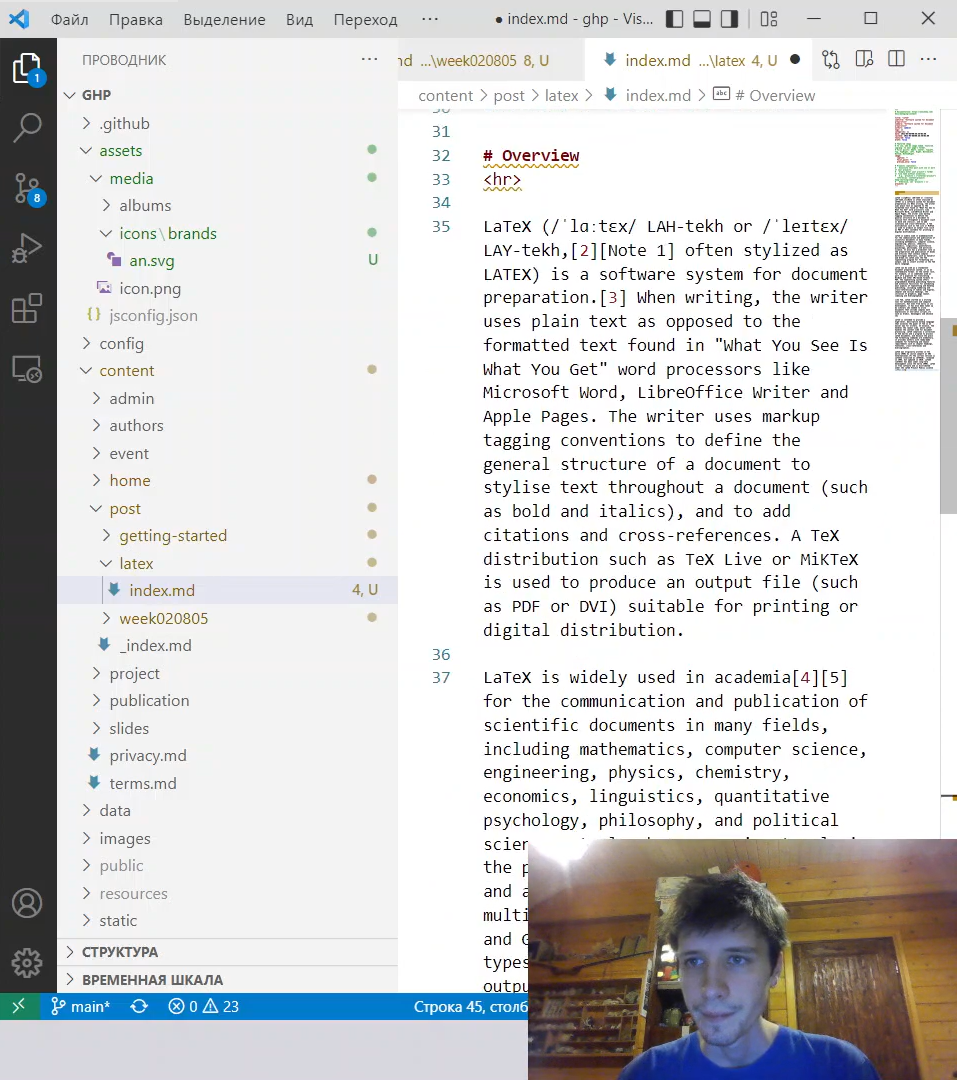 Файл Правка Выделение Вид Переход ··· ● index.md - ghp - Vis...
ПРОВОДНИК ···
GHP
.github
assets
media
albums
icons\brands
an.svg U
icon.png
jsconfig.json
config
content
admin
authors
event
home
post
getting-started
latex
index.md 4, U
week020805
_index.md
project
publication
slides
privacy.md
terms.md
data
images
public
resources
static
СТРУКТУРА
ВРЕМЕННАЯ ШКАЛА
1
8
nd ...\week020805 8, U index.md ...\latex 4, U ● ···
content > post > latex > index.md > abc # Overview
31
32 # Overview
33 <hr>
34
35 LaTeX (/ˈlɑːtɛx/ LAH-tekh or /ˈleɪtɛx/
LAY-tekh,[2][Note 1] often stylized as
LATEX) is a software system for document
preparation.[3] When writing, the writer
uses plain text as opposed to the
formatted text found in "What You See Is
What You Get" word processors like
Microsoft Word, LibreOffice Writer and
Apple Pages. The writer uses markup
tagging conventions to define the
general structure of a document to
stylise text throughout a document (such
as bold and italics), and to add
citations and cross-references. A TeX
distribution such as TeX Live or MiKTeX
is used to produce an output file (such
as PDF or DVI) suitable for printing or
digital distribution.
36
37 LaTeX is widely used in academia[4][5]
for the communication and publication of
scientific documents in many fields,
including mathematics, computer science,
engineering, physics, chemistry,
economics, linguistics, quantitative
psychology, philosophy, and political
scien
the p
and a
multi
and G
types
outpu
main* 0 23 Строка 45, столб